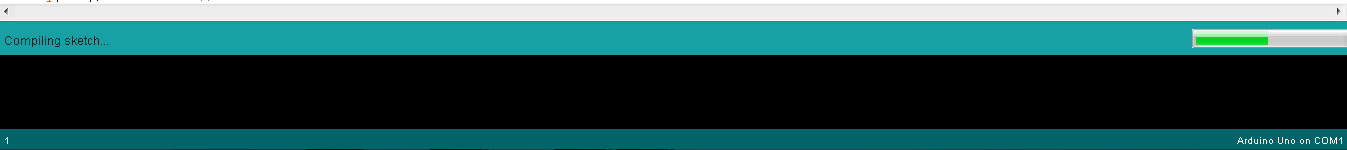 Compiling sketch...
1
Arduino Uno on COM1